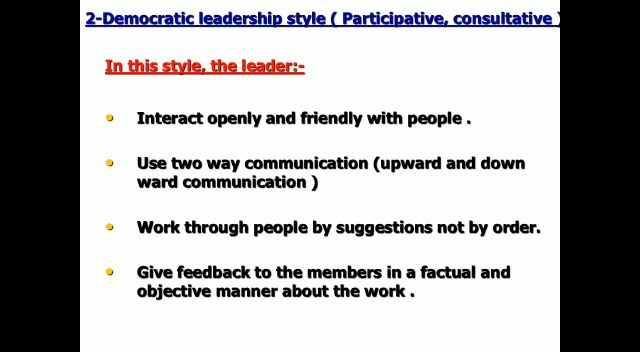 2-Democratic leadership style ( Participative, consultative )
In this style, the leader:-
• Interact openly and friendly with people .
• Use two way communication (upward and down
ward communication )
• Work through people by suggestions not by order.
• Give feedback to the members in a factual and
objective manner about the work .